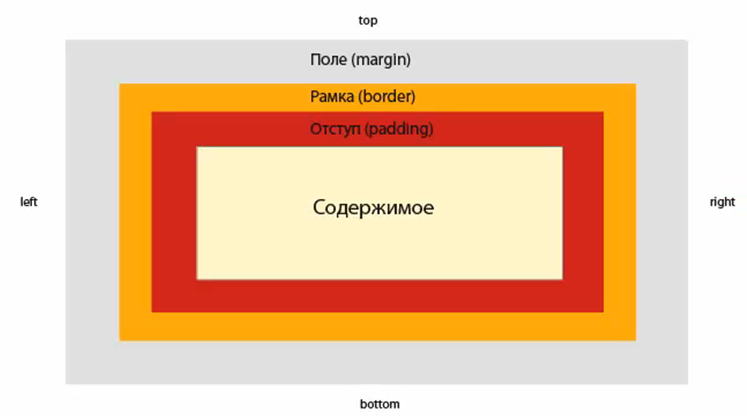 top
Поле (margin)
Рамка (border)
Отступ (padding)
left
Содержимое
right
bottom